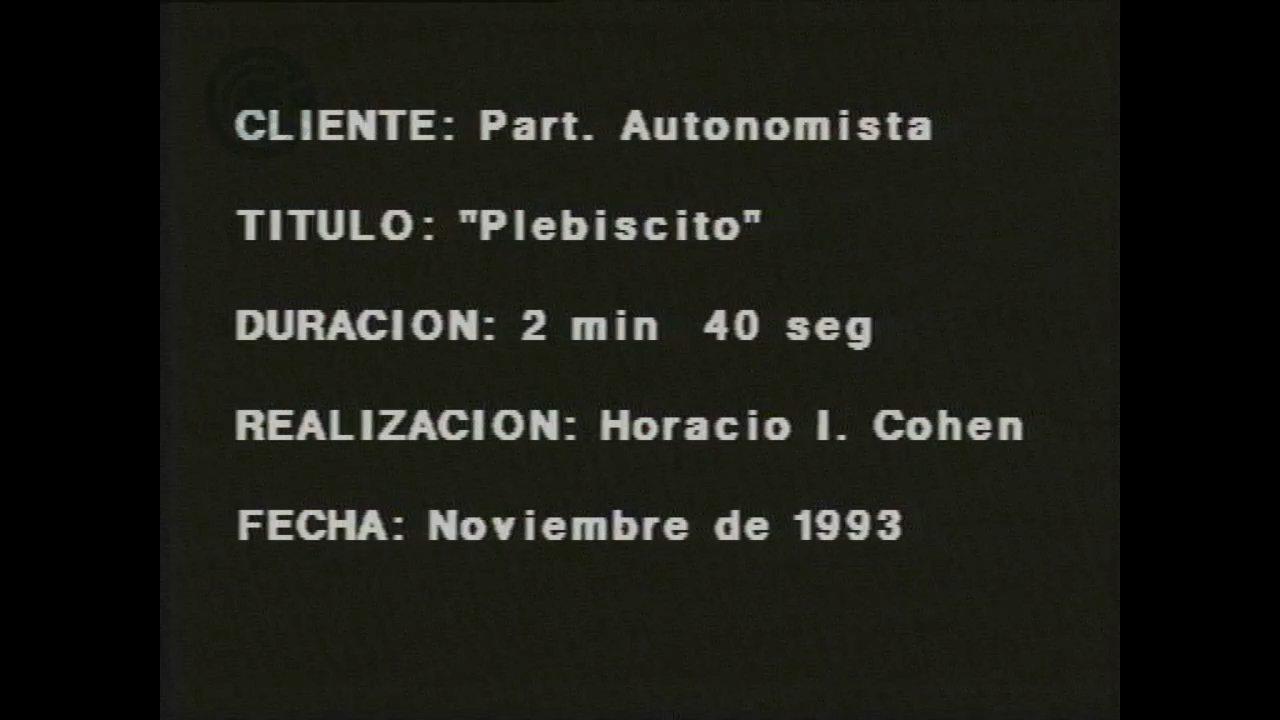 CLIENTE: Part. Autonomista
TITULO: "Plebiscito"
DURACION: 2 min 40 seg
REALIZACION: Horacio I. Cohen
FECHA: Noviembre de 1993